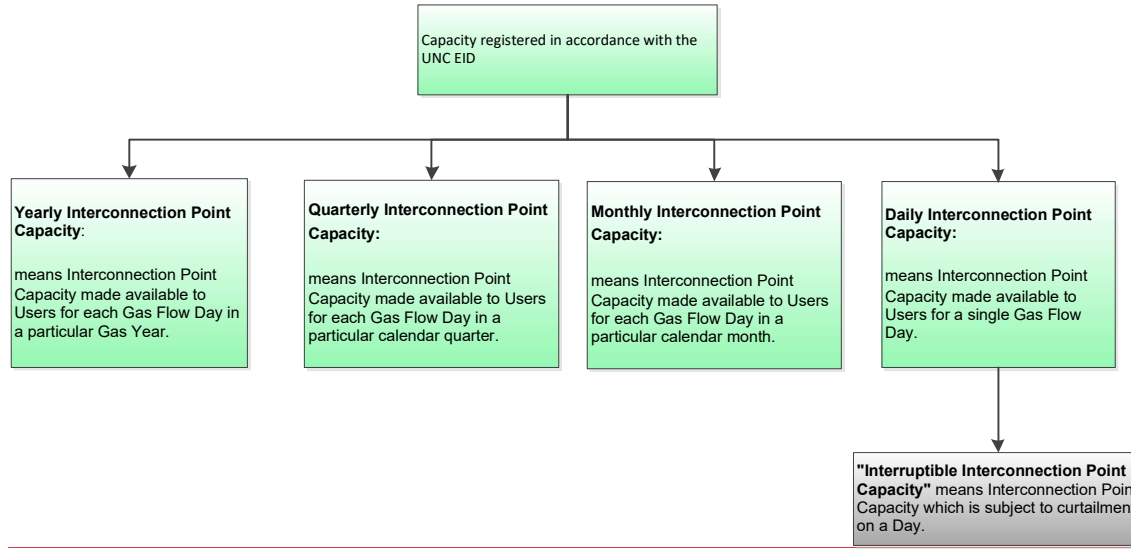 Capacity registered in accordance with the
UNC EID
Yearly Interconnection Point
Capacity:
means Interconnection Point
Capacity made available to
Users for each Gas Flow Day in
a particular Gas Year.
Quarterly Interconnection Point
Capacity:
means Interconnection Point
Capacity made available to Users
for each Gas Flow Day in a
particular calendar quarter.
Monthly Interconnection Point
Capacity:
means Interconnection Point
Capacity made available to Users
for each Gas Flow Day in a
particular calendar month.
Daily Interconnection Point
Capacity:
means Interconnection Point
Capacity made available to
Users for a single Gas Flow
Day.
"Interruptible Interconnection Point
Capacity" means Interconnection Poin
Capacity which is subject to curtailmen
on a Day.